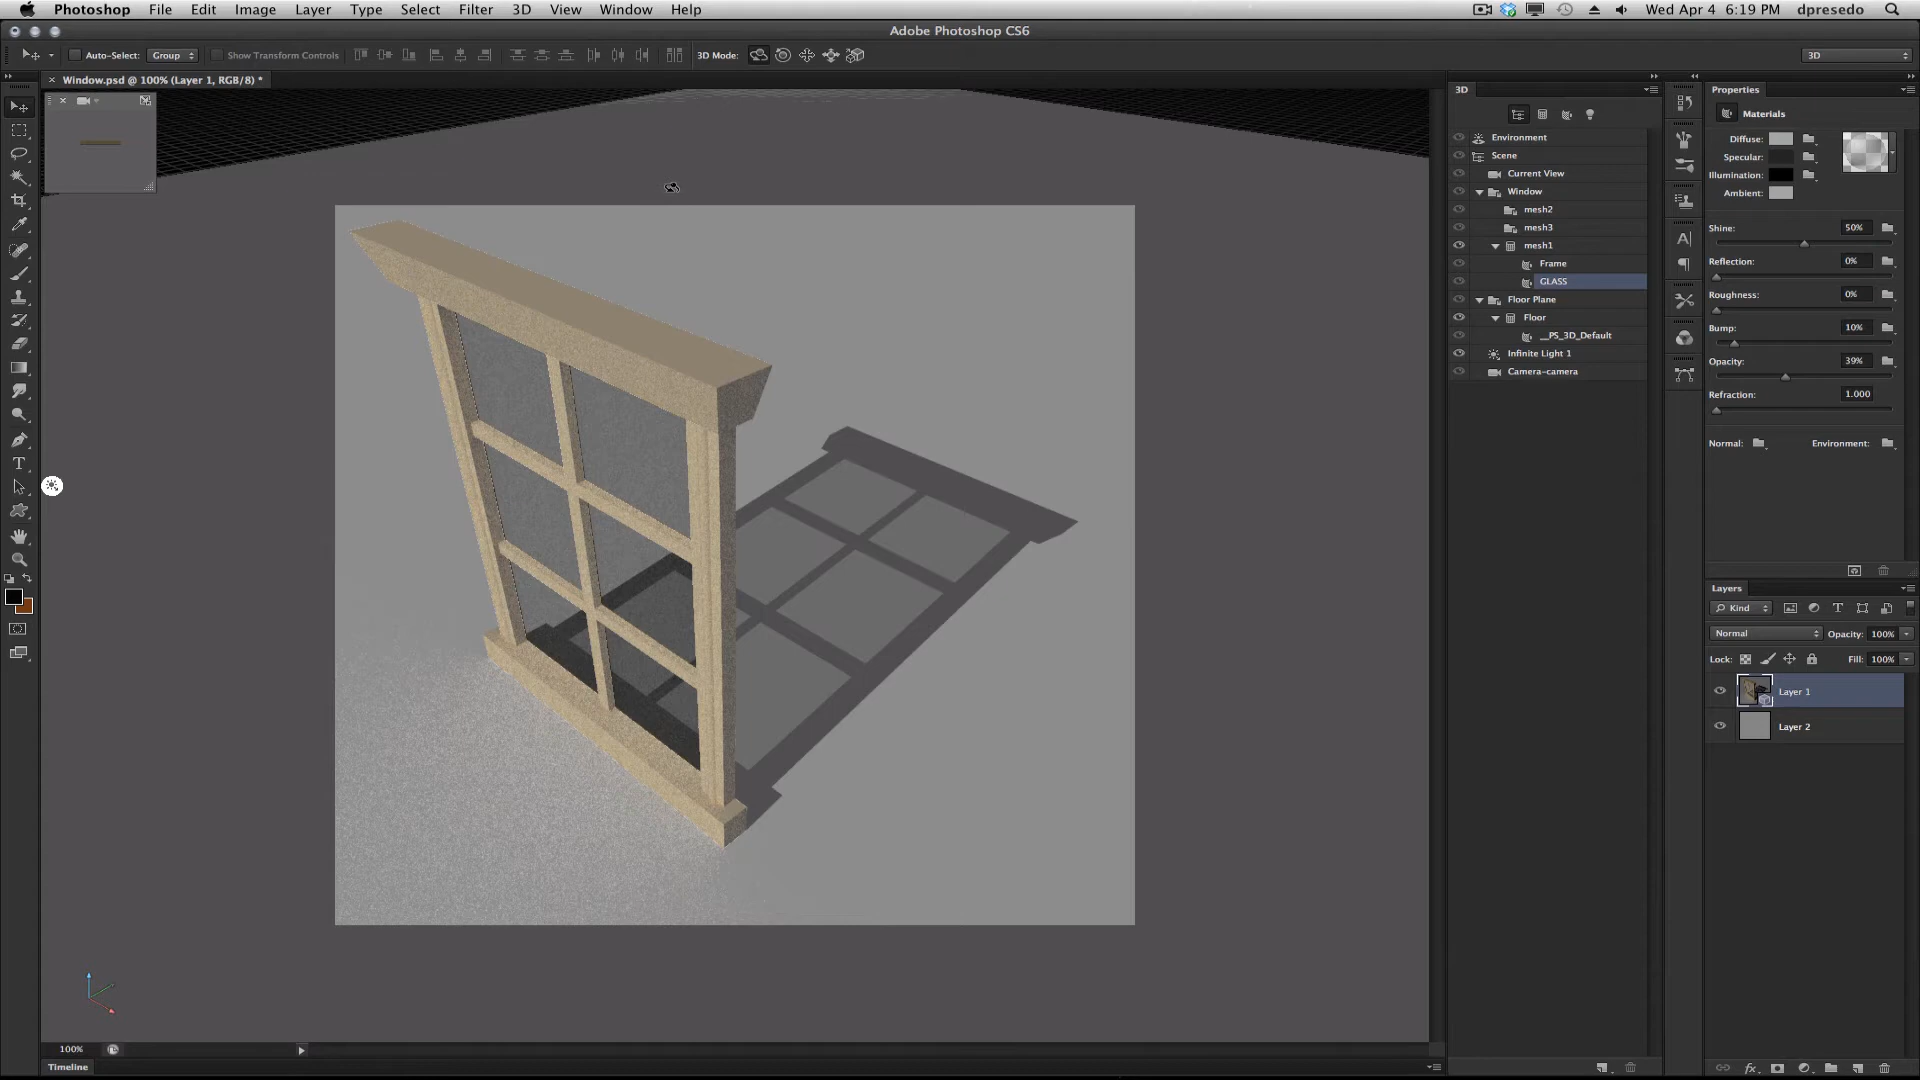 Photoshop File Edit Image Layer Type Select Filter 3D View Window Help Wed Apr 4 6:19 PM dpresedo
Adobe Photoshop CS6
Auto-Select: Group Show Transform Controls 3D Mode: 3D
Window.psd @ 100% (Layer 1, RGB/8) *
3D
Environment
Scene
Current View
Window
mesh2
mesh3
mesh1
Frame
GLASS
Floor Plane
Floor
__PS_3D_Default
Infinite Light 1
Camera-camera
Properties
Materials
Diffuse:
Specular:
Illumination:
Ambient:
Shine: 50%
Reflection: 0%
Roughness: 0%
Bump: 10%
Opacity: 39%
Refraction: 1.000
Normal: Environment:
Layers
Kind
Normal Opacity: 100%
Lock: Fill: 100%
Layer 1
Layer 2
100%
Timeline